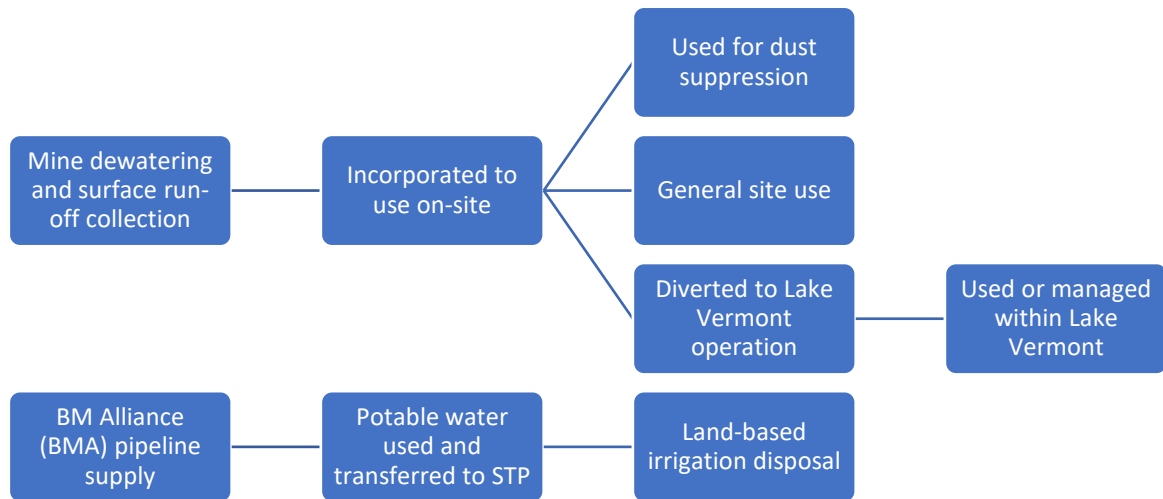 Used for dust
suppression
Mine dewatering
and surface run-
off collection
Incorporated to
use on-site
General site use
Diverted to Lake
Vermont
operation
Used or managed
within Lake
Vermont
BM Alliance
(BMA) pipeline
supply
Potable water
used and
transferred to STP
Land-based
irrigation disposal